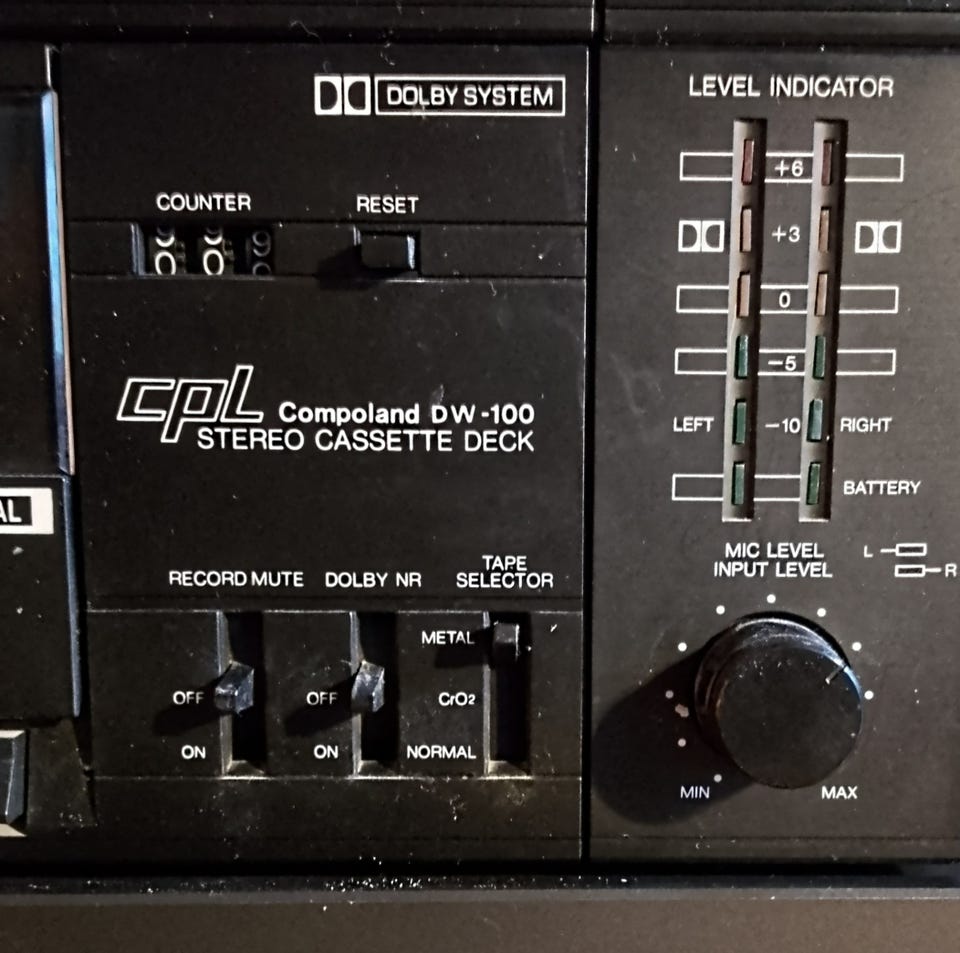 DOLBY SYSTEM
COUNTER RESET
cpl Compoland DW-100
STEREO CASSETTE DECK
AL
RECORD MUTE DOLBY NR TAPE SELECTOR
OFF
ON
OFF
ON
METAL
CrO2
NORMAL
LEVEL INDICATOR
+6
+3
0
-5
LEFT -10 RIGHT
BATTERY
MIC LEVEL L
INPUT LEVEL R
MIN MAX